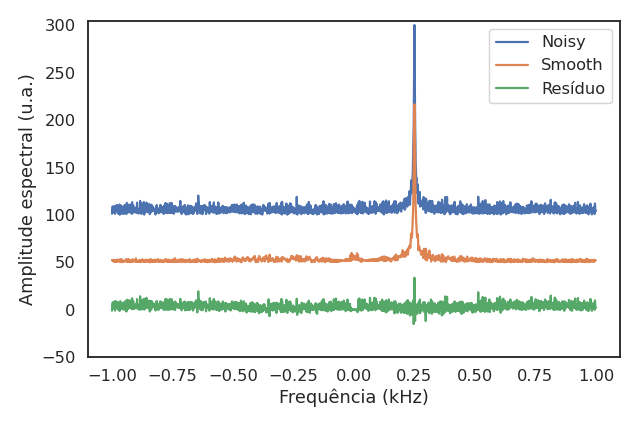 300
250
200
150
100
50
0
−50
Amplitude espectral (u.a.)
Noisy
Smooth
Resíduo
−1.00 −0.75 −0.50 −0.25 0.00 0.25 0.50 0.75 1.00
Frequência (kHz)